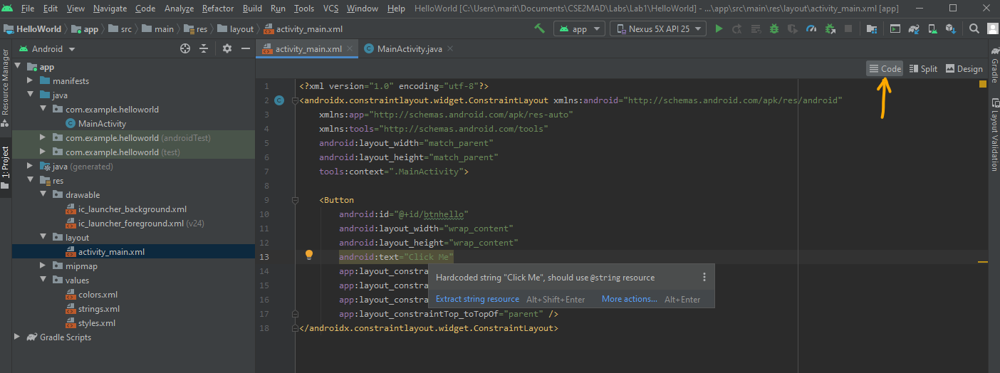 File Edit View Navigate Code Analyze Refactor Build Run Tools VCS Window Help HelloWorld [C:\Users\marit\Documents\CSE2MAD\Labs\Lab1\HelloWorld] - ...\app\src\main\res\layout\activity_main.xml [app]
HelloWorld app src main res layout activity_main.xml app Nexus 5X API 25
Resource Manager
1: Project
Android
app
manifests
java
com.example.helloworld
MainActivity
com.example.helloworld (androidTest)
com.example.helloworld (test)
java (generated)
res
drawable
ic_launcher_background.xml
ic_launcher_foreground.xml (v24)
layout
activity_main.xml
mipmap
values
colors.xml
strings.xml
styles.xml
Gradle Scripts
activity_main.xml MainActivity.java
Code Split Design
1 <?xml version="1.0" encoding="utf-8"?>
2 <androidx.constraintlayout.widget.ConstraintLayout xmlns:android="http://schemas.android.com/apk/res/android"
3 xmlns:app="http://schemas.android.com/apk/res-auto"
4 xmlns:tools="http://schemas.android.com/tools"
5 android:layout_width="match_parent"
6 android:layout_height="match_parent"
7 tools:context=".MainActivity">
8
9 <Button
10 android:id="@+id/btnhello"
11 android:layout_width="wrap_content"
12 android:layout_height="wrap_content"
13 android:text="Click Me"
14 app:layout_constra
15 app:layout_constra
16 app:layout_constra
17 app:layout_constraintTop_toTopOf="parent" />
18 </androidx.constraintlayout.widget.ConstraintLayout>
Hardcoded string "Click Me", should use @string resource
Extract string resource Alt+Shift+Enter More actions... Alt+Enter
Gradle
Layout Validation